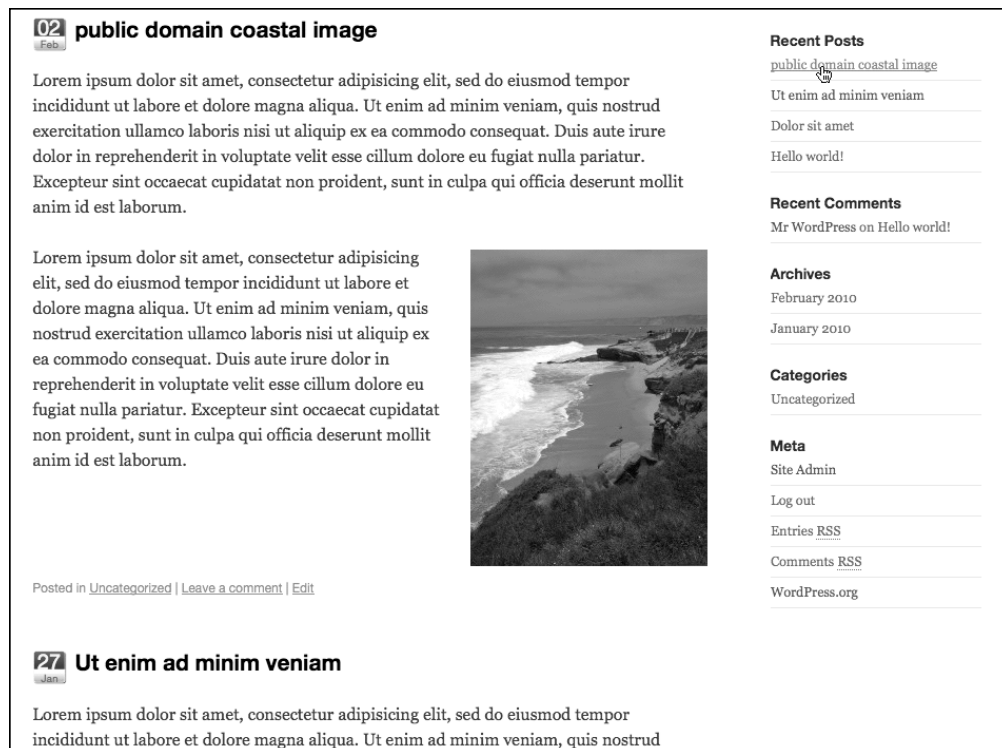 02
Feb
public domain coastal image
Lorem ipsum dolor sit amet, consectetur adipisicing elit, sed do eiusmod tempor
incididunt ut labore et dolore magna aliqua. Ut enim ad minim veniam, quis nostrud
exercitation ullamco laboris nisi ut aliquip ex ea commodo consequat. Duis aute irure
dolor in reprehenderit in voluptate velit esse cillum dolore eu fugiat nulla pariatur.
Excepteur sint occaecat cupidatat non proident, sunt in culpa qui officia deserunt mollit
anim id est laborum.
Lorem ipsum dolor sit amet, consectetur adipisicing
elit, sed do eiusmod tempor incididunt ut labore et
dolore magna aliqua. Ut enim ad minim veniam, quis
nostrud exercitation ullamco laboris nisi ut aliquip ex
ea commodo consequat. Duis aute irure dolor in
reprehenderit in voluptate velit esse cillum dolore eu
fugiat nulla pariatur. Excepteur sint occaecat cupidatat
non proident, sunt in culpa qui officia deserunt mollit
anim id est laborum.
Posted in Uncategorized | Leave a comment | Edit
27
Jan
Ut enim ad minim veniam
Lorem ipsum dolor sit amet, consectetur adipisicing elit, sed do eiusmod tempor
incididunt ut labore et dolore magna aliqua. Ut enim ad minim veniam, quis nostrud
Recent Posts
public domain coastal image
Ut enim ad minim veniam
Dolor sit amet
Hello world!
Recent Comments
Mr WordPress on Hello world!
Archives
February 2010
January 2010
Categories
Uncategorized
Meta
Site Admin
Log out
Entries RSS
Comments RSS
WordPress.org